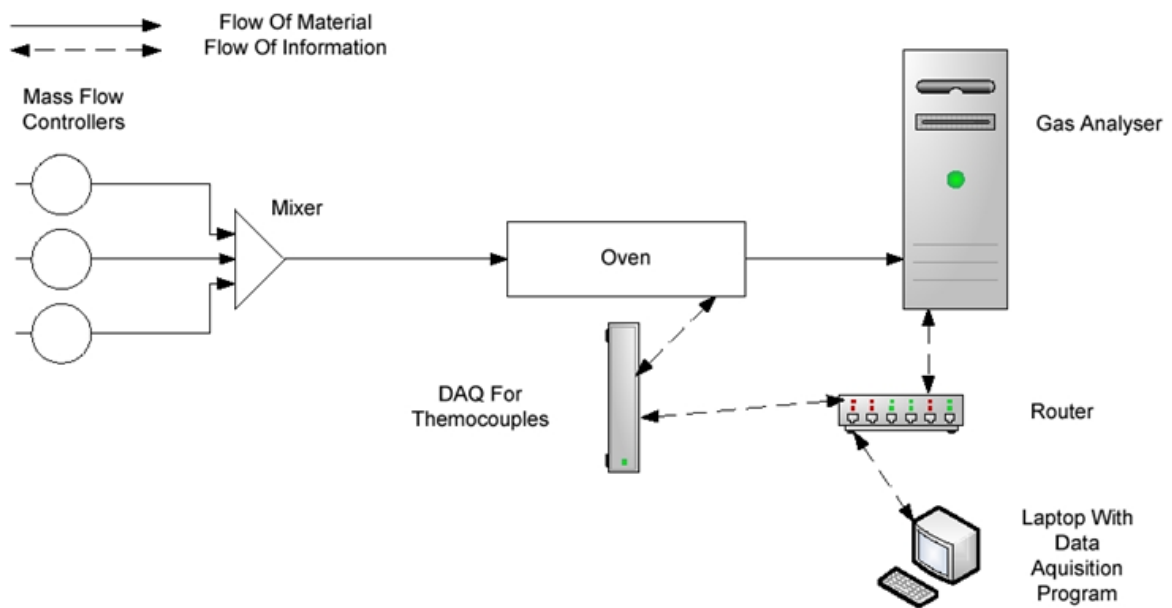 Flow Of Material
Flow Of Information
Mass Flow
Controllers
Mixer
Oven
Gas Analyser
DAQ For
Themocouples
Router
Laptop With
Data
Aquisition
Program